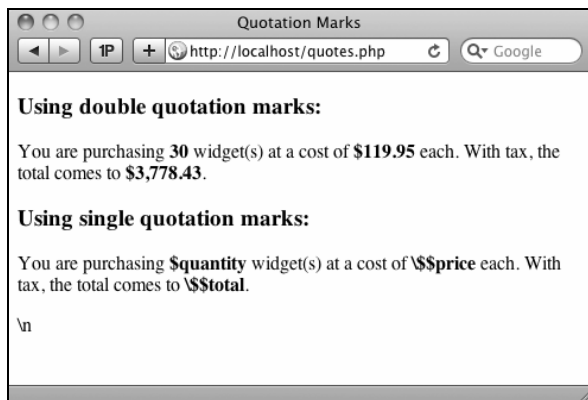 Quotation Marks
1P + http://localhost/quotes.php Google
Using double quotation marks:
You are purchasing 30 widget(s) at a cost of $119.95 each. With tax, the
total comes to $3,778.43.
Using single quotation marks:
You are purchasing $quantity widget(s) at a cost of \$$price each. With
tax, the total comes to \$$total.
\n